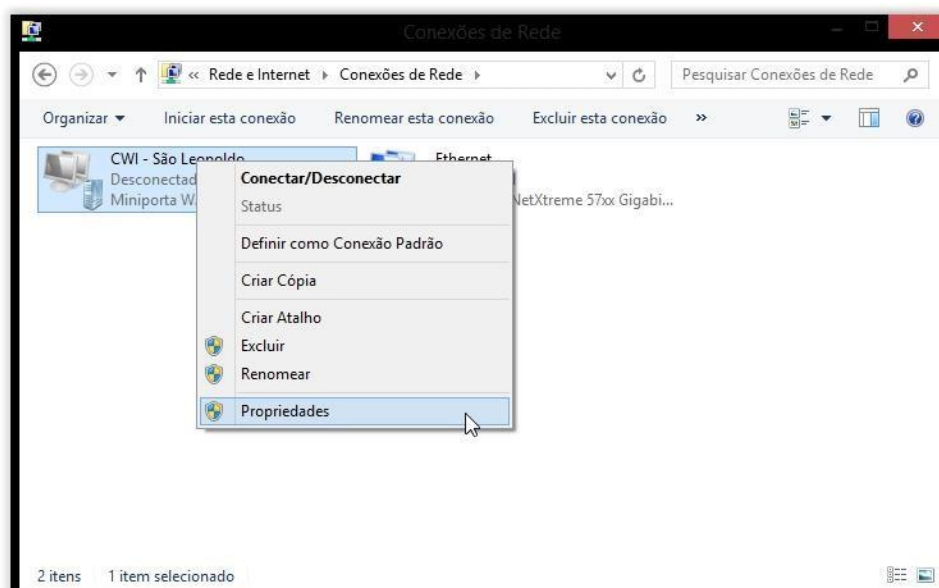 Conexões de Rede
« Rede e Internet Conexões de Rede
Pesquisar Conexões de Rede
Organizar Iniciar esta conexão Renomear esta conexão Excluir esta conexão »
CWI - São Leopoldo
Desconectad
Miniporta W
Ethernet
NetXtreme 57xx Gigabi...
Conectar/Desconectar
Status
Definir como Conexão Padrão
Criar Cópia
Criar Atalho
Excluir
Renomear
Propriedades
2 itens 1 item selecionado